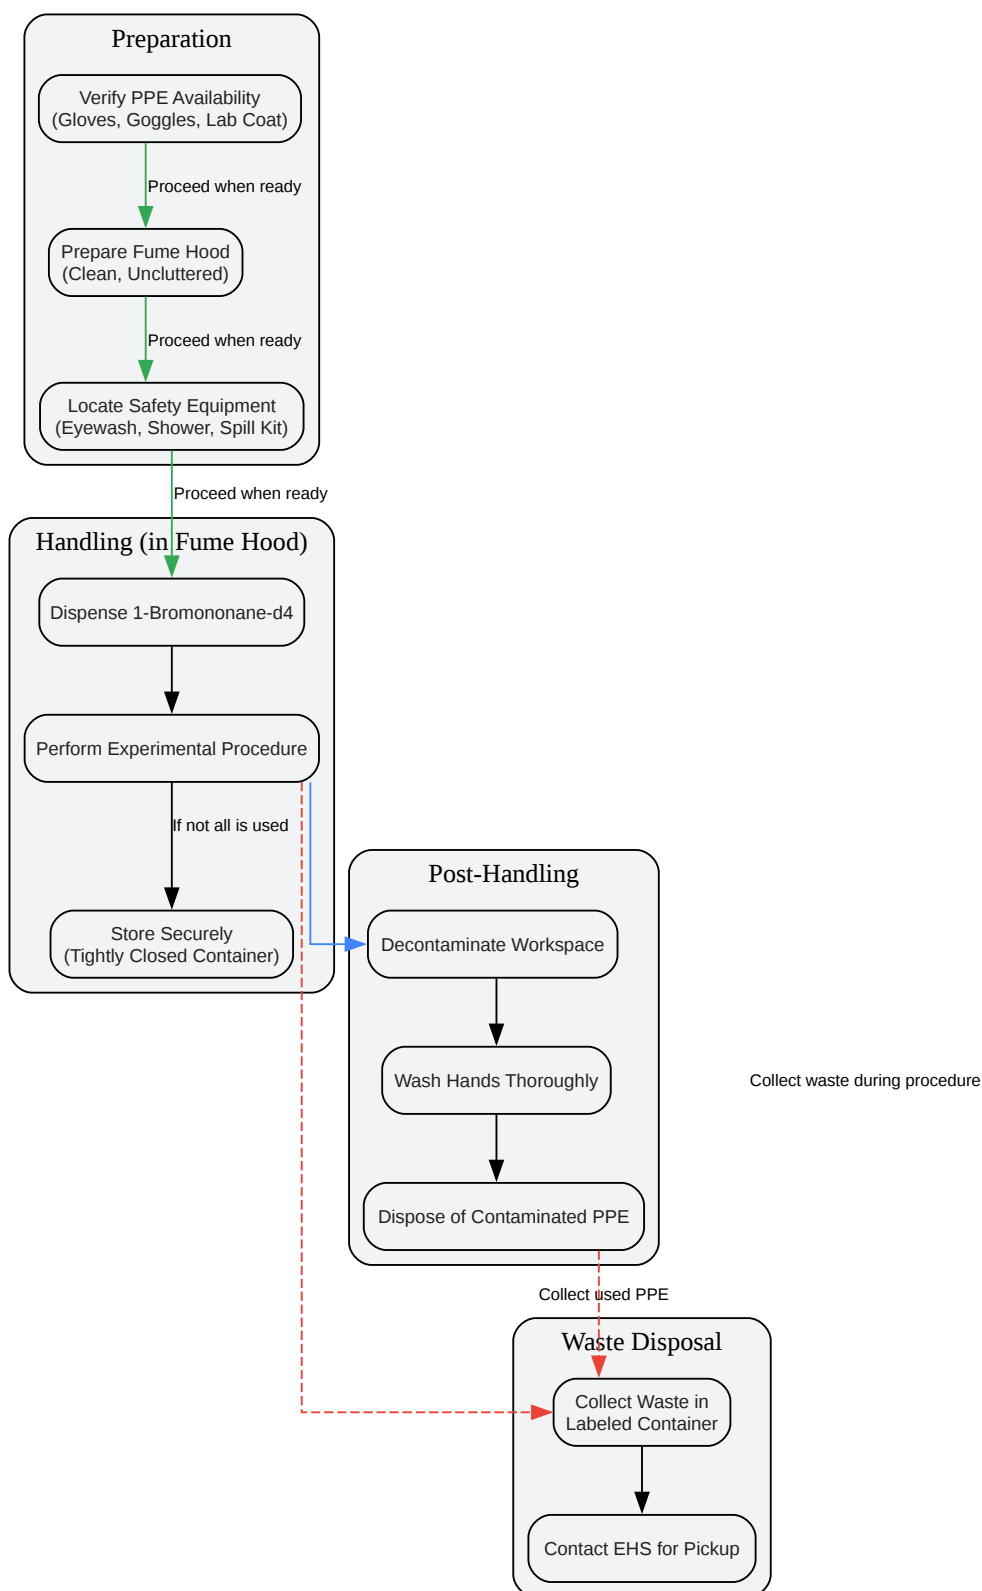 Preparation
Verify PPE Availability
(Gloves, Goggles, Lab Coat)
Proceed when ready
Prepare Fume Hood
(Clean, Uncluttered)
Proceed when ready
Locate Safety Equipment
(Eyewash, Shower, Spill Kit)
Proceed when ready
Handling (in Fume Hood)
Dispense 1-Bromononane-d4
Perform Experimental Procedure
If not all is used
Store Securely
(Tightly Closed Container)
Post-Handling
Decontaminate Workspace
Wash Hands Thoroughly
Collect waste during procedure
Dispose of Contaminated PPE
Collect used PPE
Waste Disposal
Collect Waste in
Labeled Container
Contact EHS for Pickup